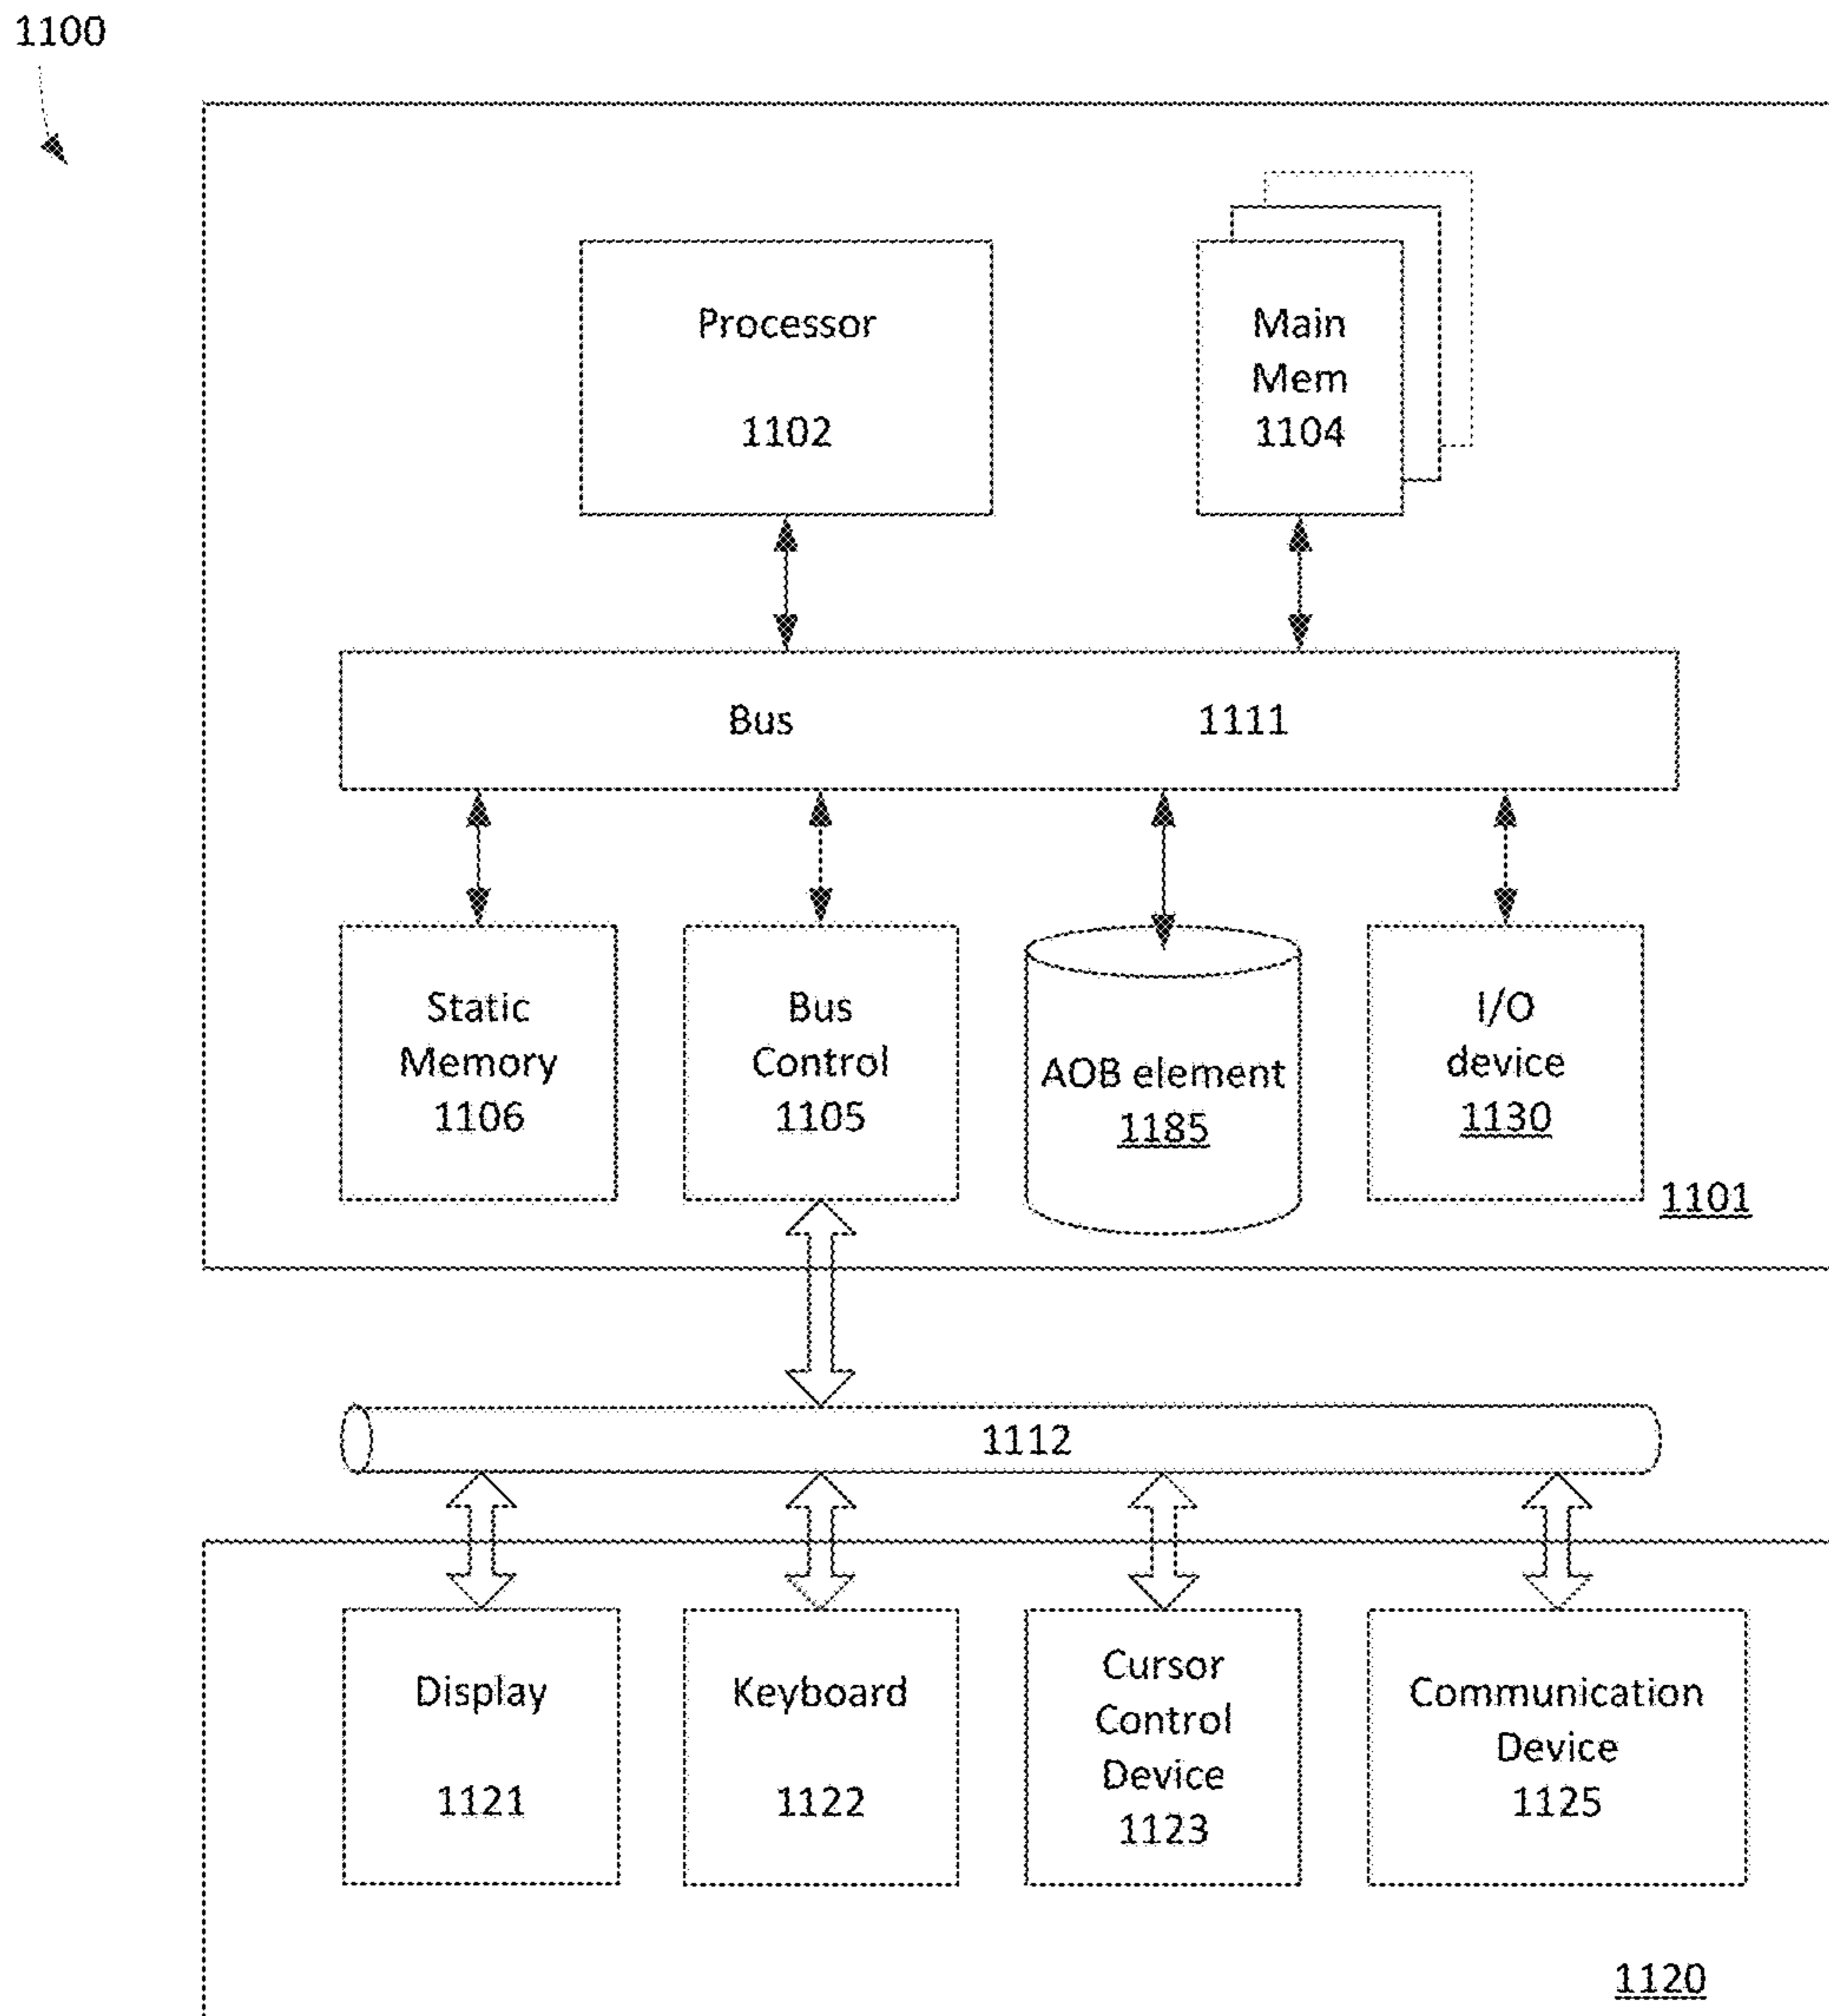 1100
Processor
1102
Main
Mem
1104
Bus 1111
Static
Memory
1106
Bus
Control
1105
AOB element
1185
I/O
device
1130
1101
1112
Display
1121
Keyboard
1122
Cursor
Control
Device
1123
Communication
Device
1125
1120